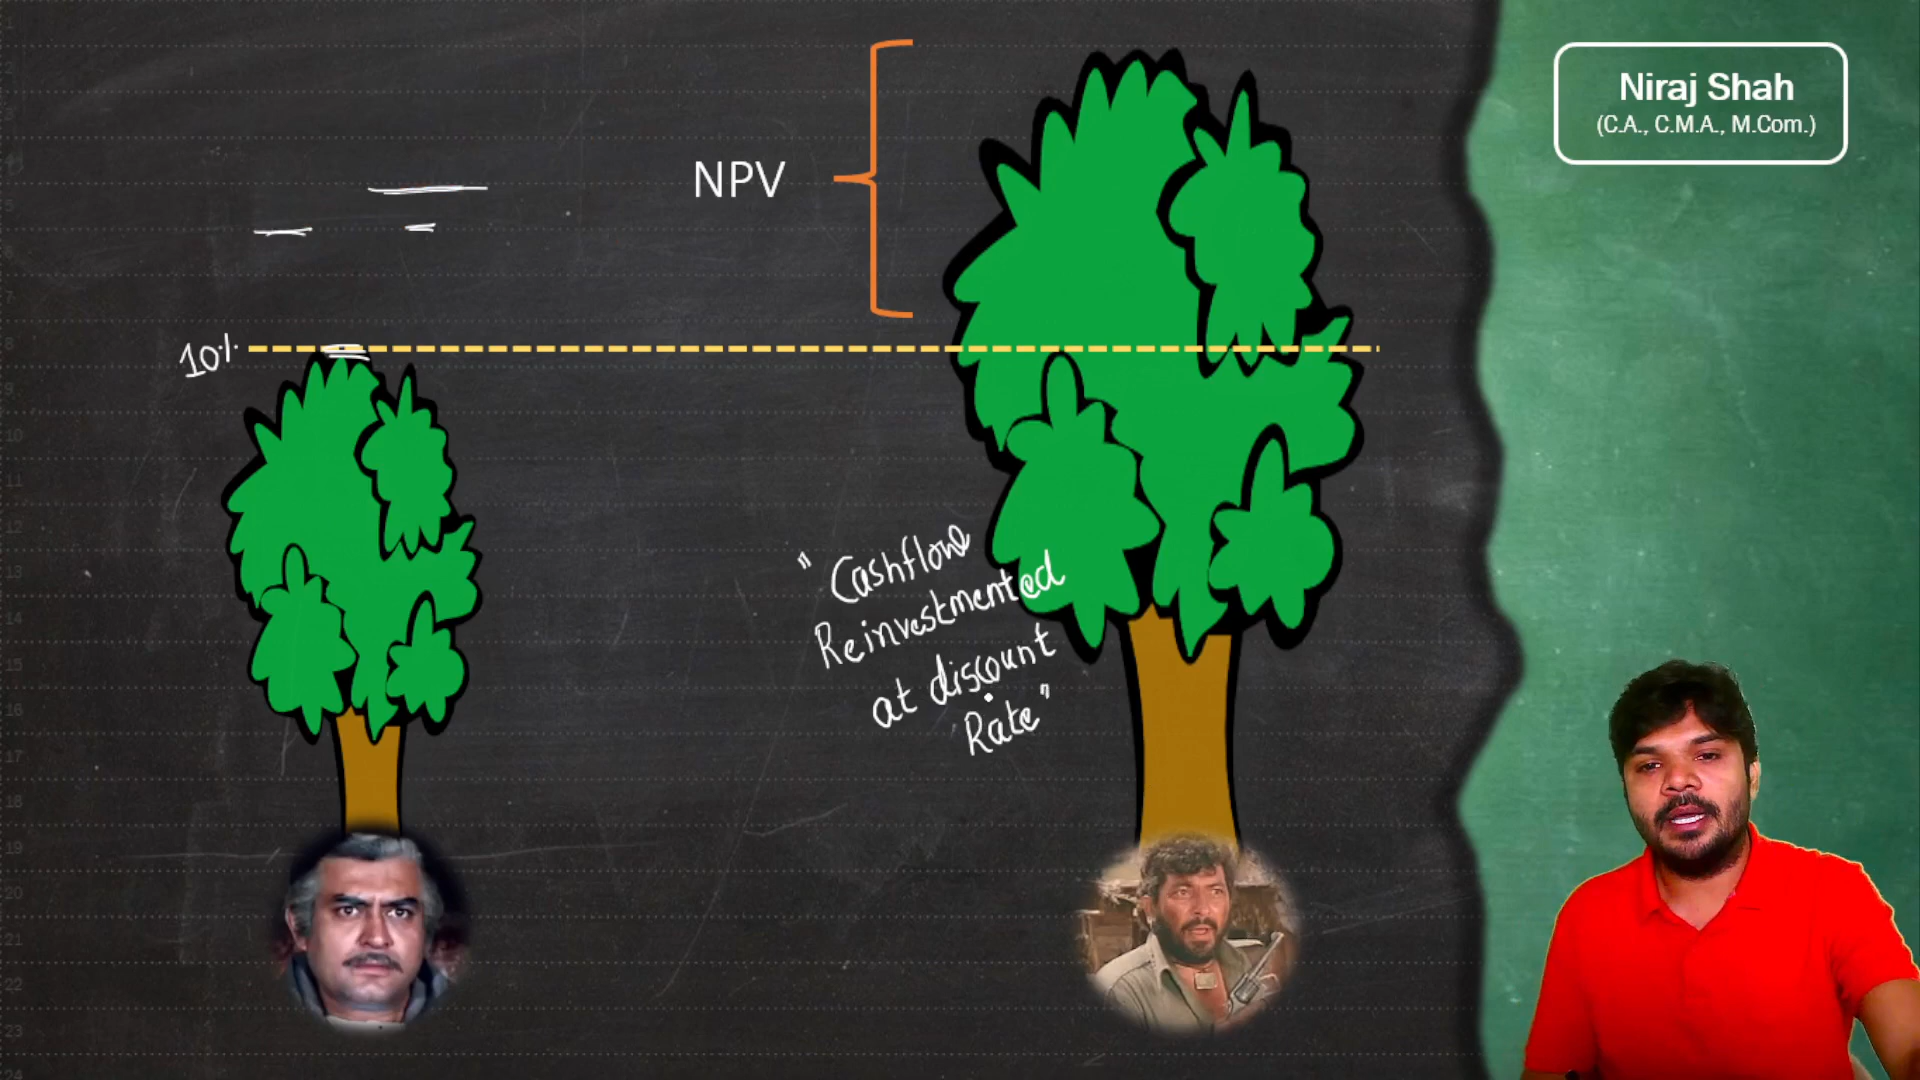 Niraj Shah
(C.A., C.M.A., M.Com.)
NPV
10%
"Cashflow
Reinvestmented
at discount
Rate"